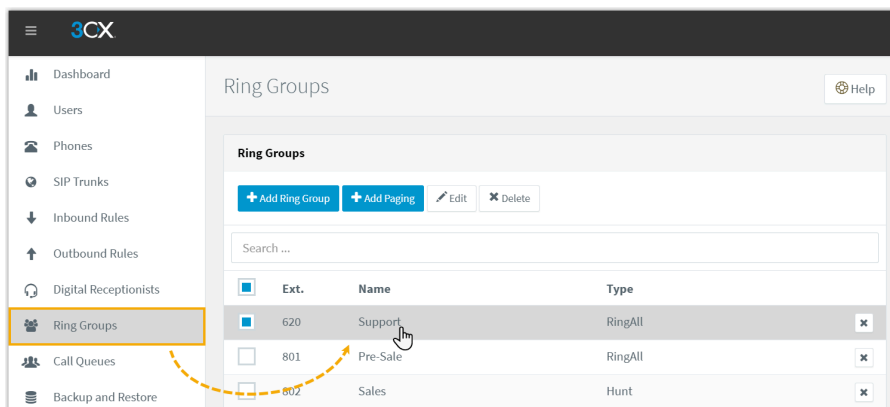 3CX
Dashboard
Users
Phones
SIP Trunks
Inbound Rules
Outbound Rules
Digital Receptionists
Ring Groups
Call Queues
Backup and Restore
Ring Groups
Help
Ring Groups
Add Ring Group Add Paging Edit Delete
Search ...
Ext. Name Type
620 Support RingAll
801 Pre-Sale RingAll
802 Sales Hunt